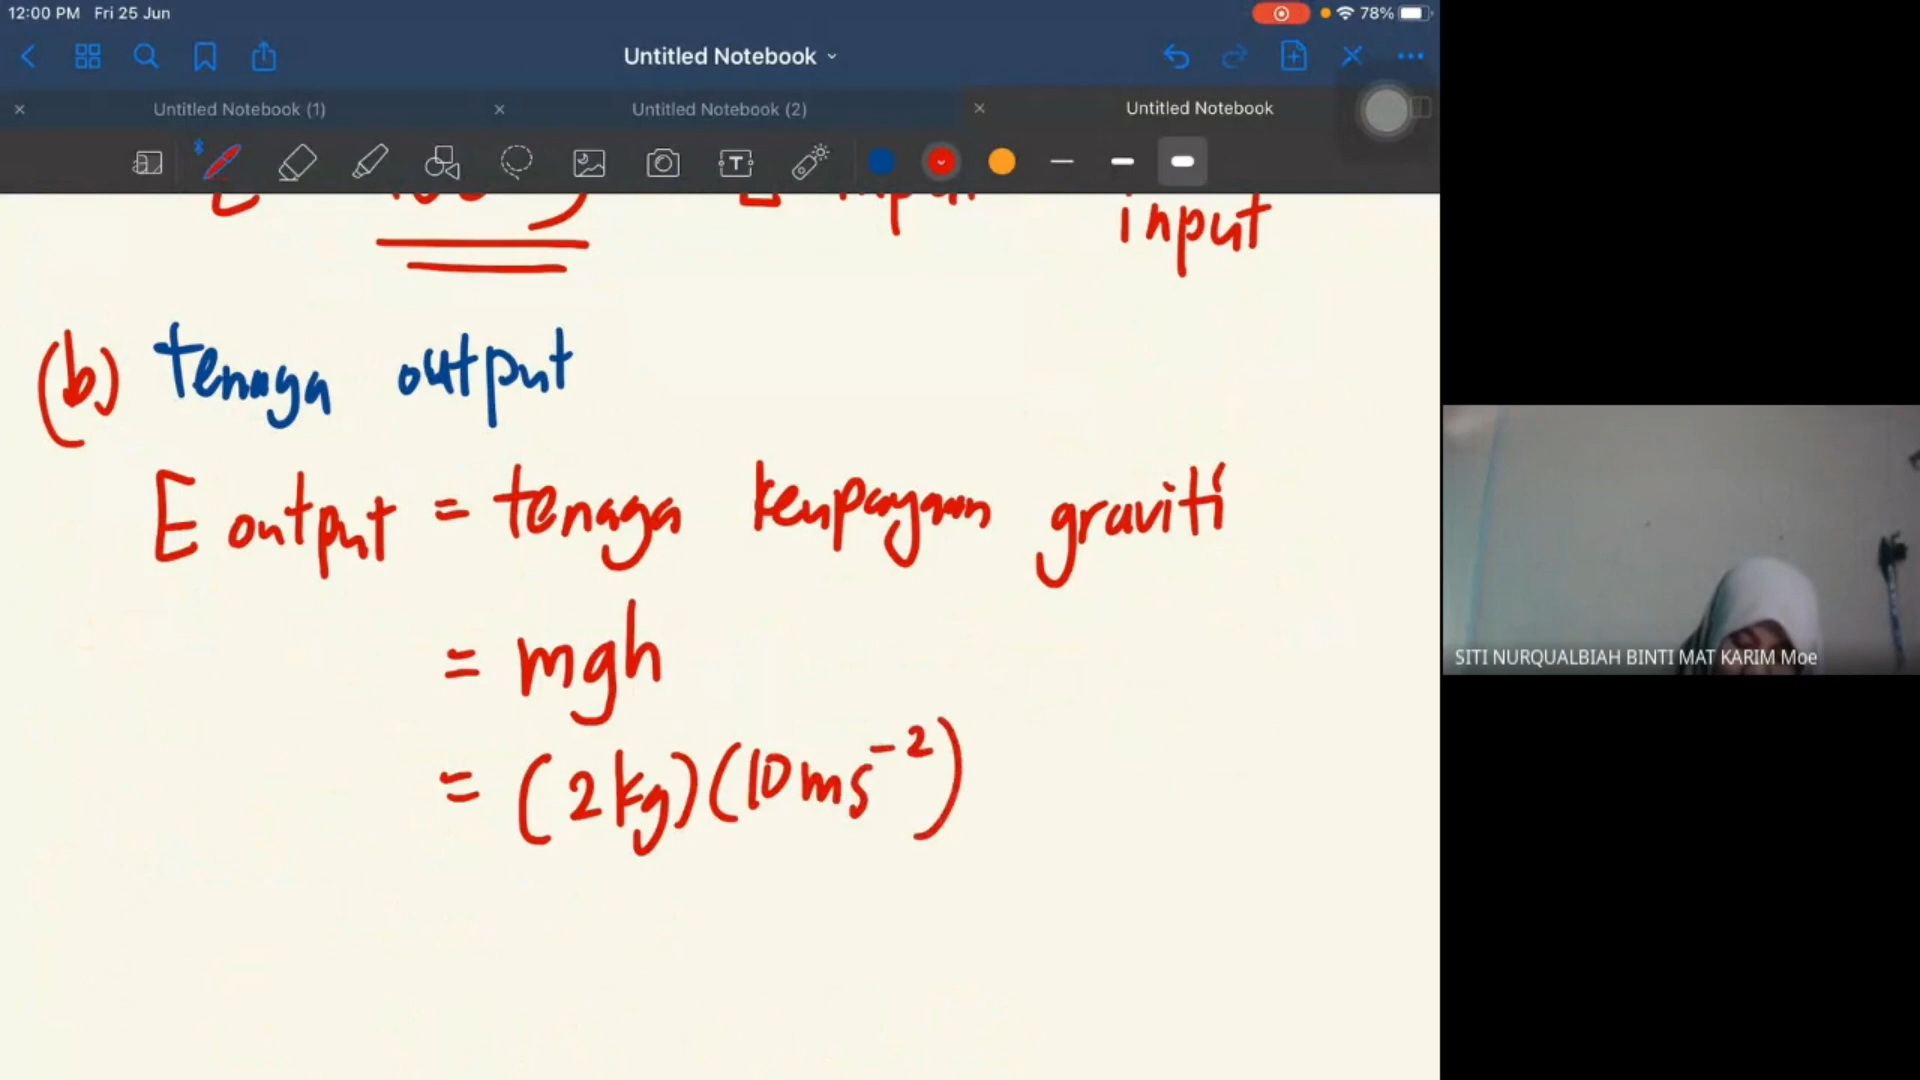 12:00 PM Fri 25 Jun
78%
Untitled Notebook
Untitled Notebook (1)
Untitled Notebook (2)
Untitled Notebook
input
(b) tenaga output
E output = tenaga keupayaan graviti
= mgh
= (2kg)(10ms⁻²)
SITI NURQUALBIAH BINTI MAT KARIM Moe